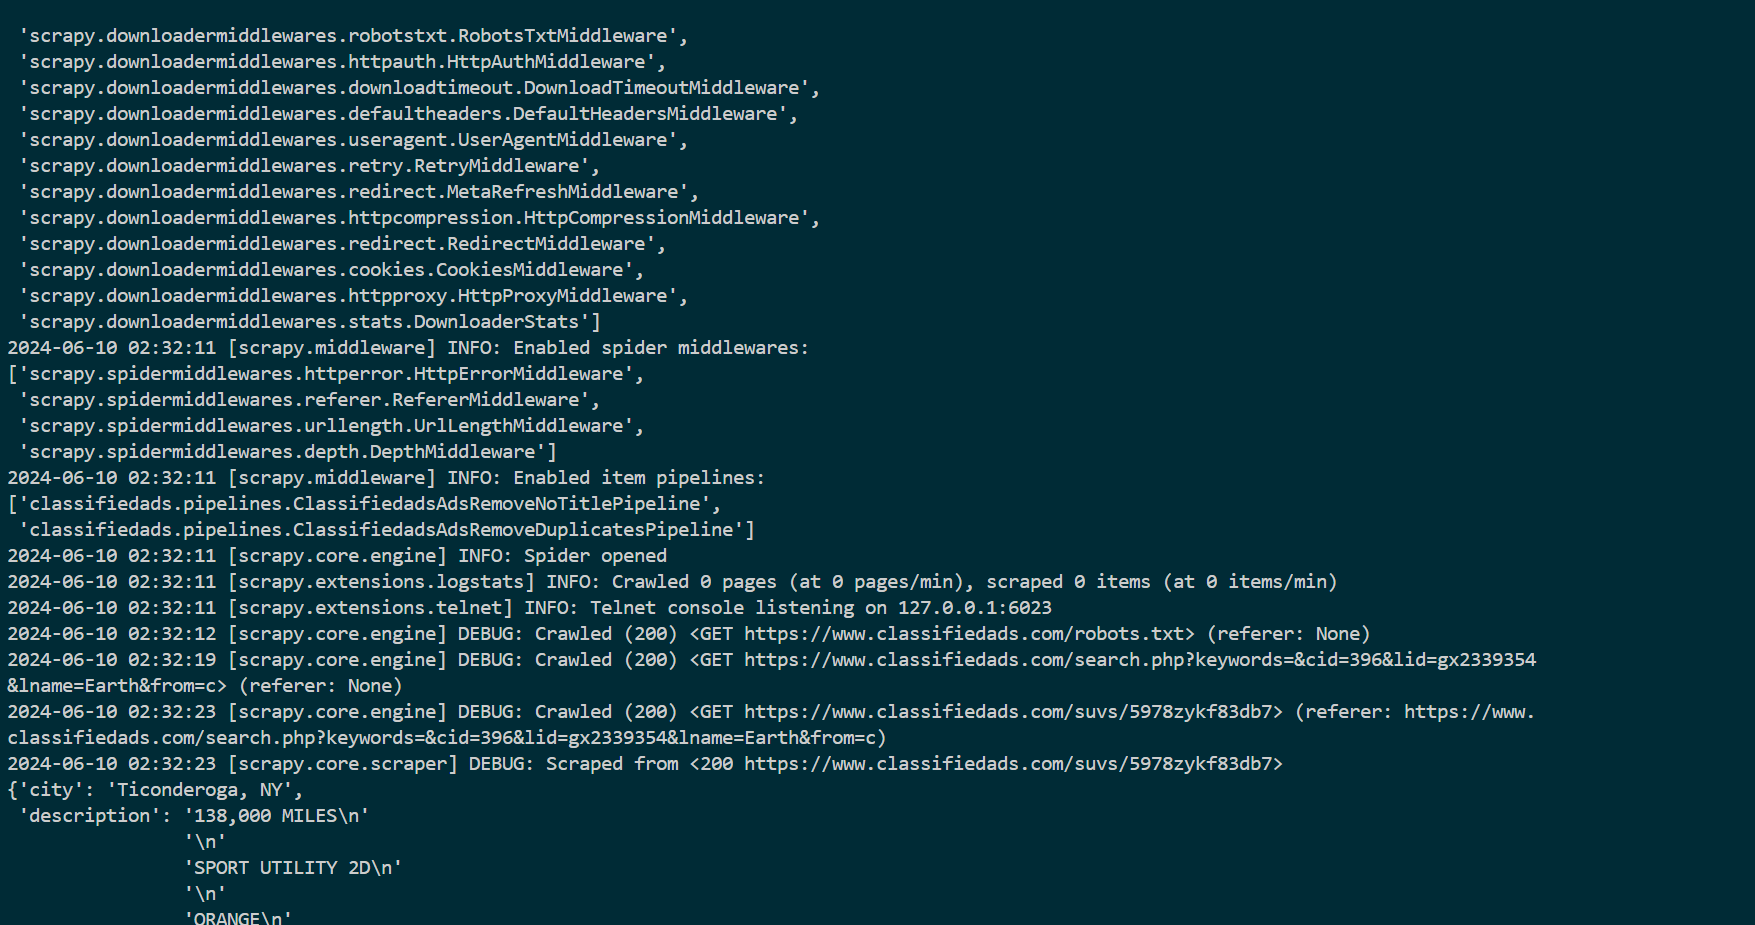 'scrapy.downloadermiddlewares.robotstxt.RobotsTxtMiddleware',
'scrapy.downloadermiddlewares.httpauth.HttpAuthMiddleware',
'scrapy.downloadermiddlewares.downloadtimeout.DownloadTimeoutMiddleware',
'scrapy.downloadermiddlewares.defaultheaders.DefaultHeadersMiddleware',
'scrapy.downloadermiddlewares.useragent.UserAgentMiddleware',
'scrapy.downloadermiddlewares.retry.RetryMiddleware',
'scrapy.downloadermiddlewares.redirect.MetaRefreshMiddleware',
'scrapy.downloadermiddlewares.httpcompression.HttpCompressionMiddleware',
'scrapy.downloadermiddlewares.redirect.RedirectMiddleware',
'scrapy.downloadermiddlewares.cookies.CookiesMiddleware',
'scrapy.downloadermiddlewares.httpproxy.HttpProxyMiddleware',
'scrapy.downloadermiddlewares.stats.DownloaderStats']
2024-06-10 02:32:11 [scrapy.middleware] INFO: Enabled spider middlewares:
['scrapy.spidermiddlewares.httperror.HttpErrorMiddleware',
'scrapy.spidermiddlewares.referer.RefererMiddleware',
'scrapy.spidermiddlewares.urllength.UrlLengthMiddleware',
'scrapy.spidermiddlewares.depth.DepthMiddleware']
2024-06-10 02:32:11 [scrapy.middleware] INFO: Enabled item pipelines:
['classifiedads.pipelines.ClassifiedadsAdsRemoveNoTitlePipeline',
'classifiedads.pipelines.ClassifiedadsAdsRemoveDuplicatesPipeline']
2024-06-10 02:32:11 [scrapy.core.engine] INFO: Spider opened
2024-06-10 02:32:11 [scrapy.extensions.logstats] INFO: Crawled 0 pages (at 0 pages/min), scraped 0 items (at 0 items/min)
2024-06-10 02:32:11 [scrapy.extensions.telnet] INFO: Telnet console listening on 127.0.0.1:6023
2024-06-10 02:32:12 [scrapy.core.engine] DEBUG: Crawled (200) <GET https://www.classifiedads.com/robots.txt> (referer: None)
2024-06-10 02:32:19 [scrapy.core.engine] DEBUG: Crawled (200) <GET https://www.classifiedads.com/search.php?keywords=&cid=396&lid=gx2339354
&lname=Earth&from=c> (referer: None)
2024-06-10 02:32:23 [scrapy.core.engine] DEBUG: Crawled (200) <GET https://www.classifiedads.com/suvs/5978zykf83db7> (referer: https://www.
classifiedads.com/search.php?keywords=&cid=396&lid=gx2339354&lname=Earth&from=c)
2024-06-10 02:32:23 [scrapy.core.scraper] DEBUG: Scraped from <200 https://www.classifiedads.com/suvs/5978zykf83db7>
{'city': 'Ticonderoga, NY',
'description': '138,000 MILES\n'
'\n'
'SPORT UTILITY 2D\n'
'\n'
'ORANGE\n'